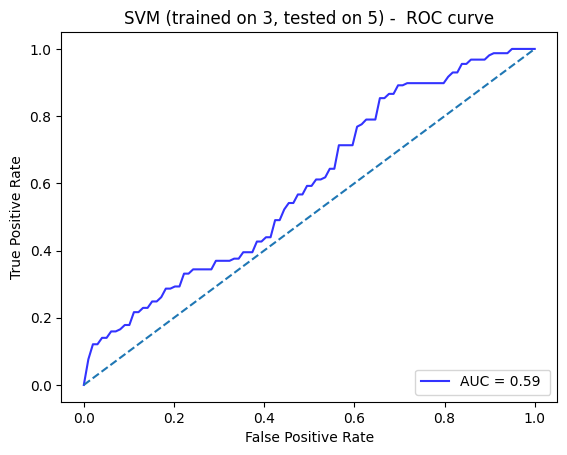 SVM (trained on 3, tested on 5) -  ROC curve
True Positive Rate
1.0
0.8
0.6
0.4
0.2
0.0
AUC = 0.59
0.0 0.2 0.4 0.6 0.8 1.0
False Positive Rate